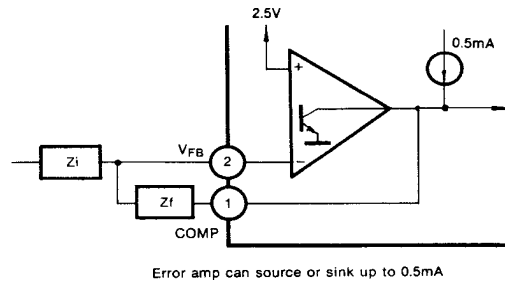 2.5V
0.5mA
+
VFB
Zi
2
−
Zf
1
COMP
Error amp can source or sink up to 0.5mA